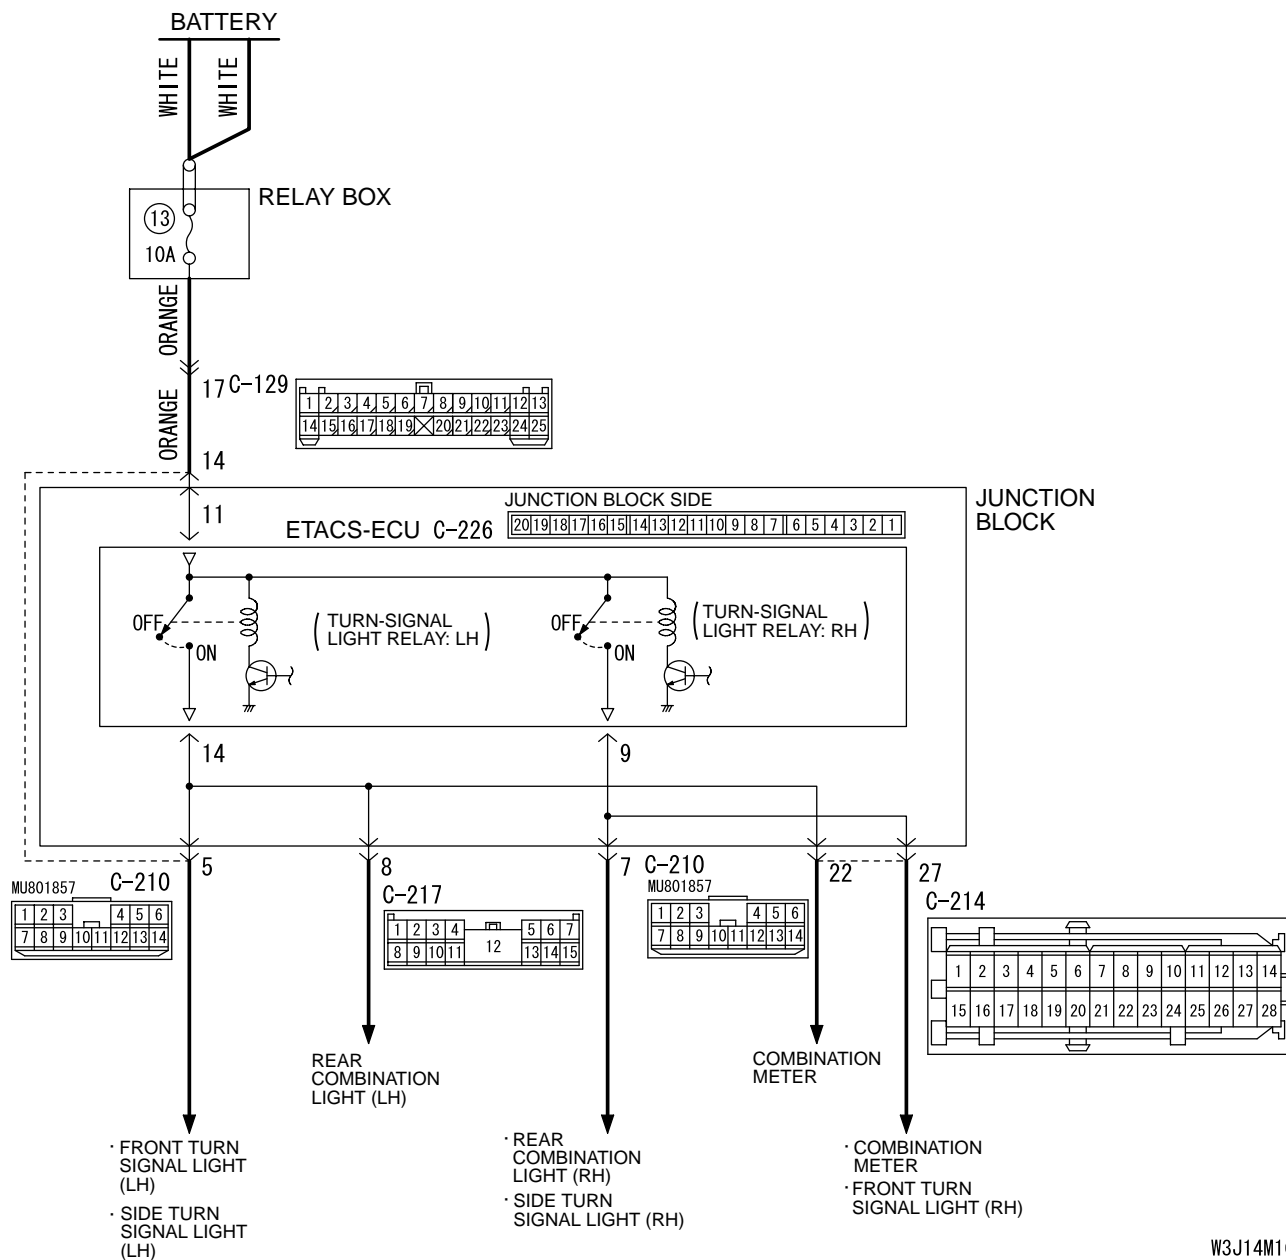 BATTERY
WHITE
WHITE
RELAY BOX
13
10A
ORANGE
17 C-129
1 2 3 4 5 6 7 8 9 10 11 12 13
14 15 16 17 18 19 20 21 22 23 24 25
ORANGE
14
JUNCTION
BLOCK
11
JUNCTION BLOCK SIDE
ETACS-ECU C-226
20 19 18 17 16 15 14 13 12 11 10 9 8 7 6 5 4 3 2 1
OFF
ON
(TURN-SIGNAL
LIGHT RELAY: LH)
OFF
ON
(TURN-SIGNAL
LIGHT RELAY: RH)
14
9
5
8
7
22
27
MU801857 C-210
1 2 3 4 5 6
7 8 9 10 11 12 13 14
C-217
1 2 3 4 5 6 7
8 9 10 11 12 13 14 15
C-210
MU801857
1 2 3 4 5 6
7 8 9 10 11 12 13 14
C-214
1 2 3 4 5 6 7 8 9 10 11 12 13 14
15 16 17 18 19 20 21 22 23 24 25 26 27 28
· FRONT TURN
SIGNAL LIGHT
(LH)
· SIDE TURN
SIGNAL LIGHT
(LH)
REAR
COMBINATION
LIGHT (LH)
· REAR
COMBINATION
LIGHT (RH)
· SIDE TURN
SIGNAL LIGHT (RH)
COMBINATION
METER
· COMBINATION
METER
· FRONT TURN
SIGNAL LIGHT (RH)